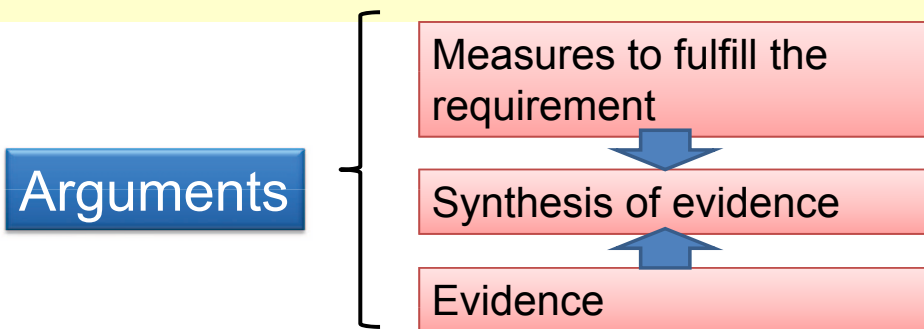 Arguments
Measures to fulfill the
requirement
Synthesis of evidence
Evidence